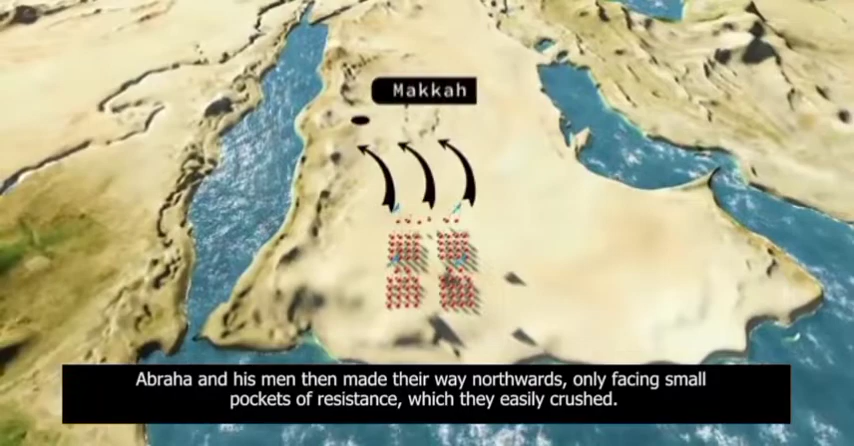 Makkah
Abraha and his men then made their way northwards, only facing small
pockets of resistance, which they easily crushed.